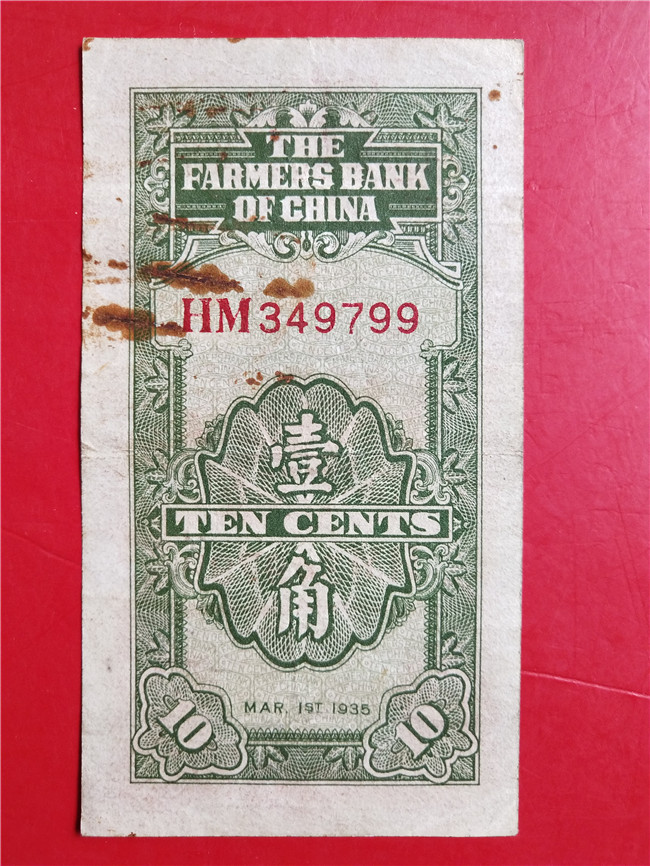 THE
FARMERS BANK
OF CHINA
HM349799
壹
TEN CENTS
角
MAR. 1ST. 1935
10
10